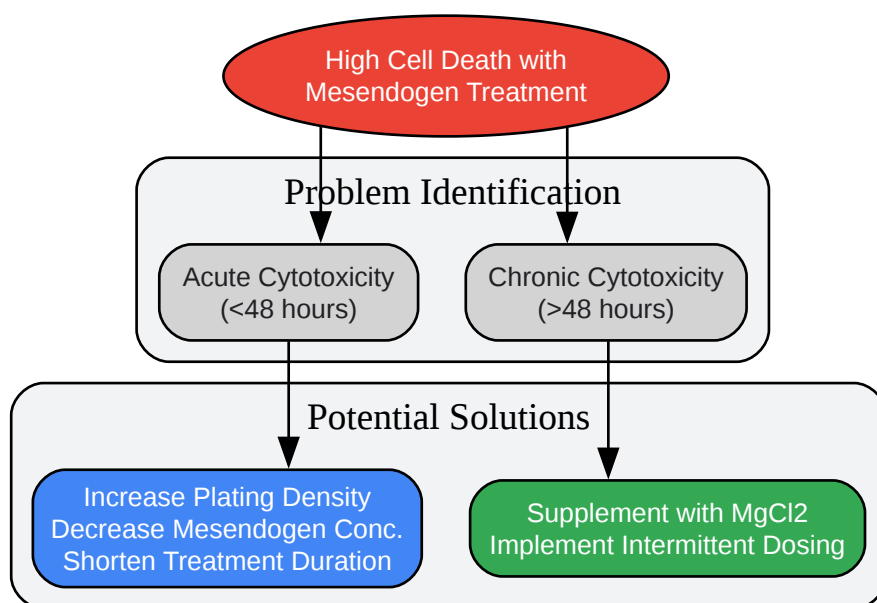 High Cell Death with
Mesendogen Treatment
Problem Identification
Acute Cytotoxicity
(<48 hours)
Chronic Cytotoxicity
(>48 hours)
Potential Solutions
Increase Plating Density
Decrease Mesendogen Conc.
Shorten Treatment Duration
Supplement with MgCl2
Implement Intermittent Dosing